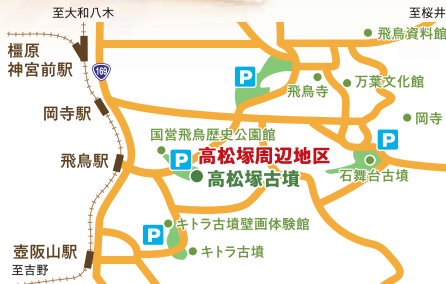 至大和八木
至桜井
飛鳥資料館
橿原
神宮前駅
169
P
飛鳥寺
万葉文化館
岡寺駅
岡寺
国営飛鳥歴史公園館
P
飛鳥駅
P
高松塚周辺地区
高松塚古墳
石舞台古墳
キトラ古墳壁画体験館
P
キトラ古墳
壺阪山駅
至吉野